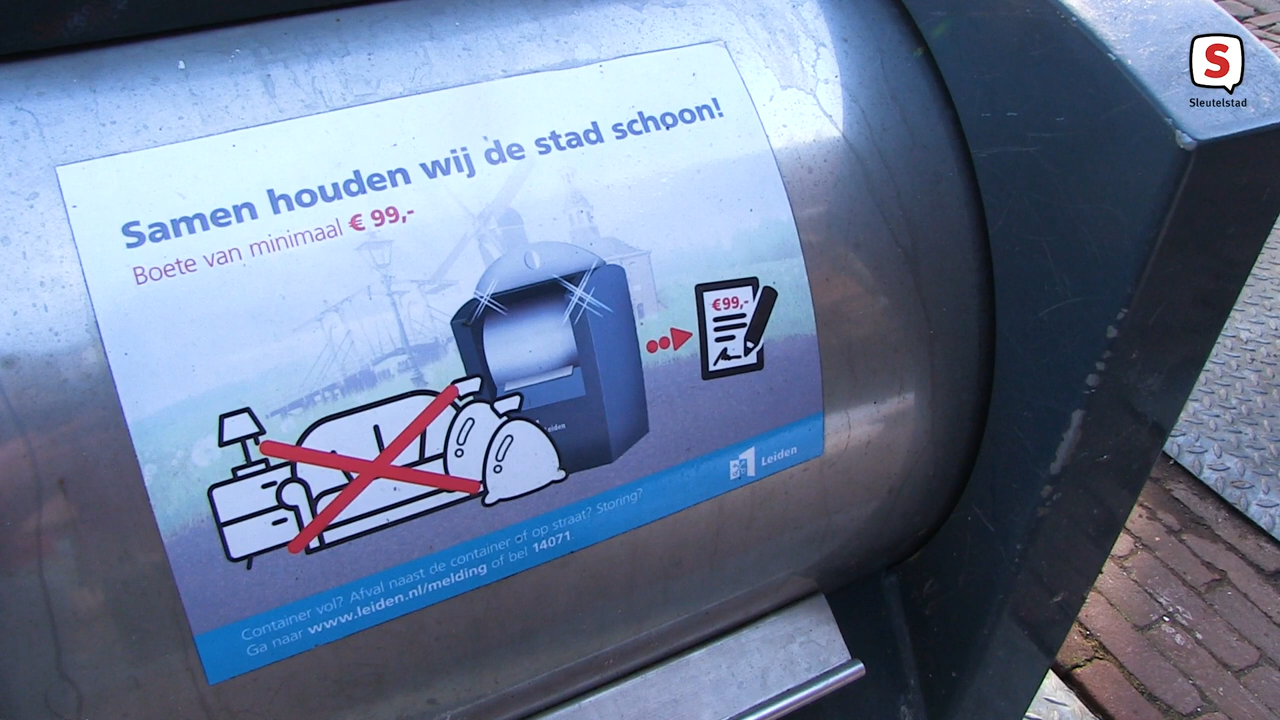 S
Sleutelstad
Samen houden wij de stad schoon!
Boete van minimaal € 99,-
€99,-
Leiden
Leiden
Container vol? Afval naast de container of op straat? Storing?
Ga naar www.leiden.nl/melding of bel 14071